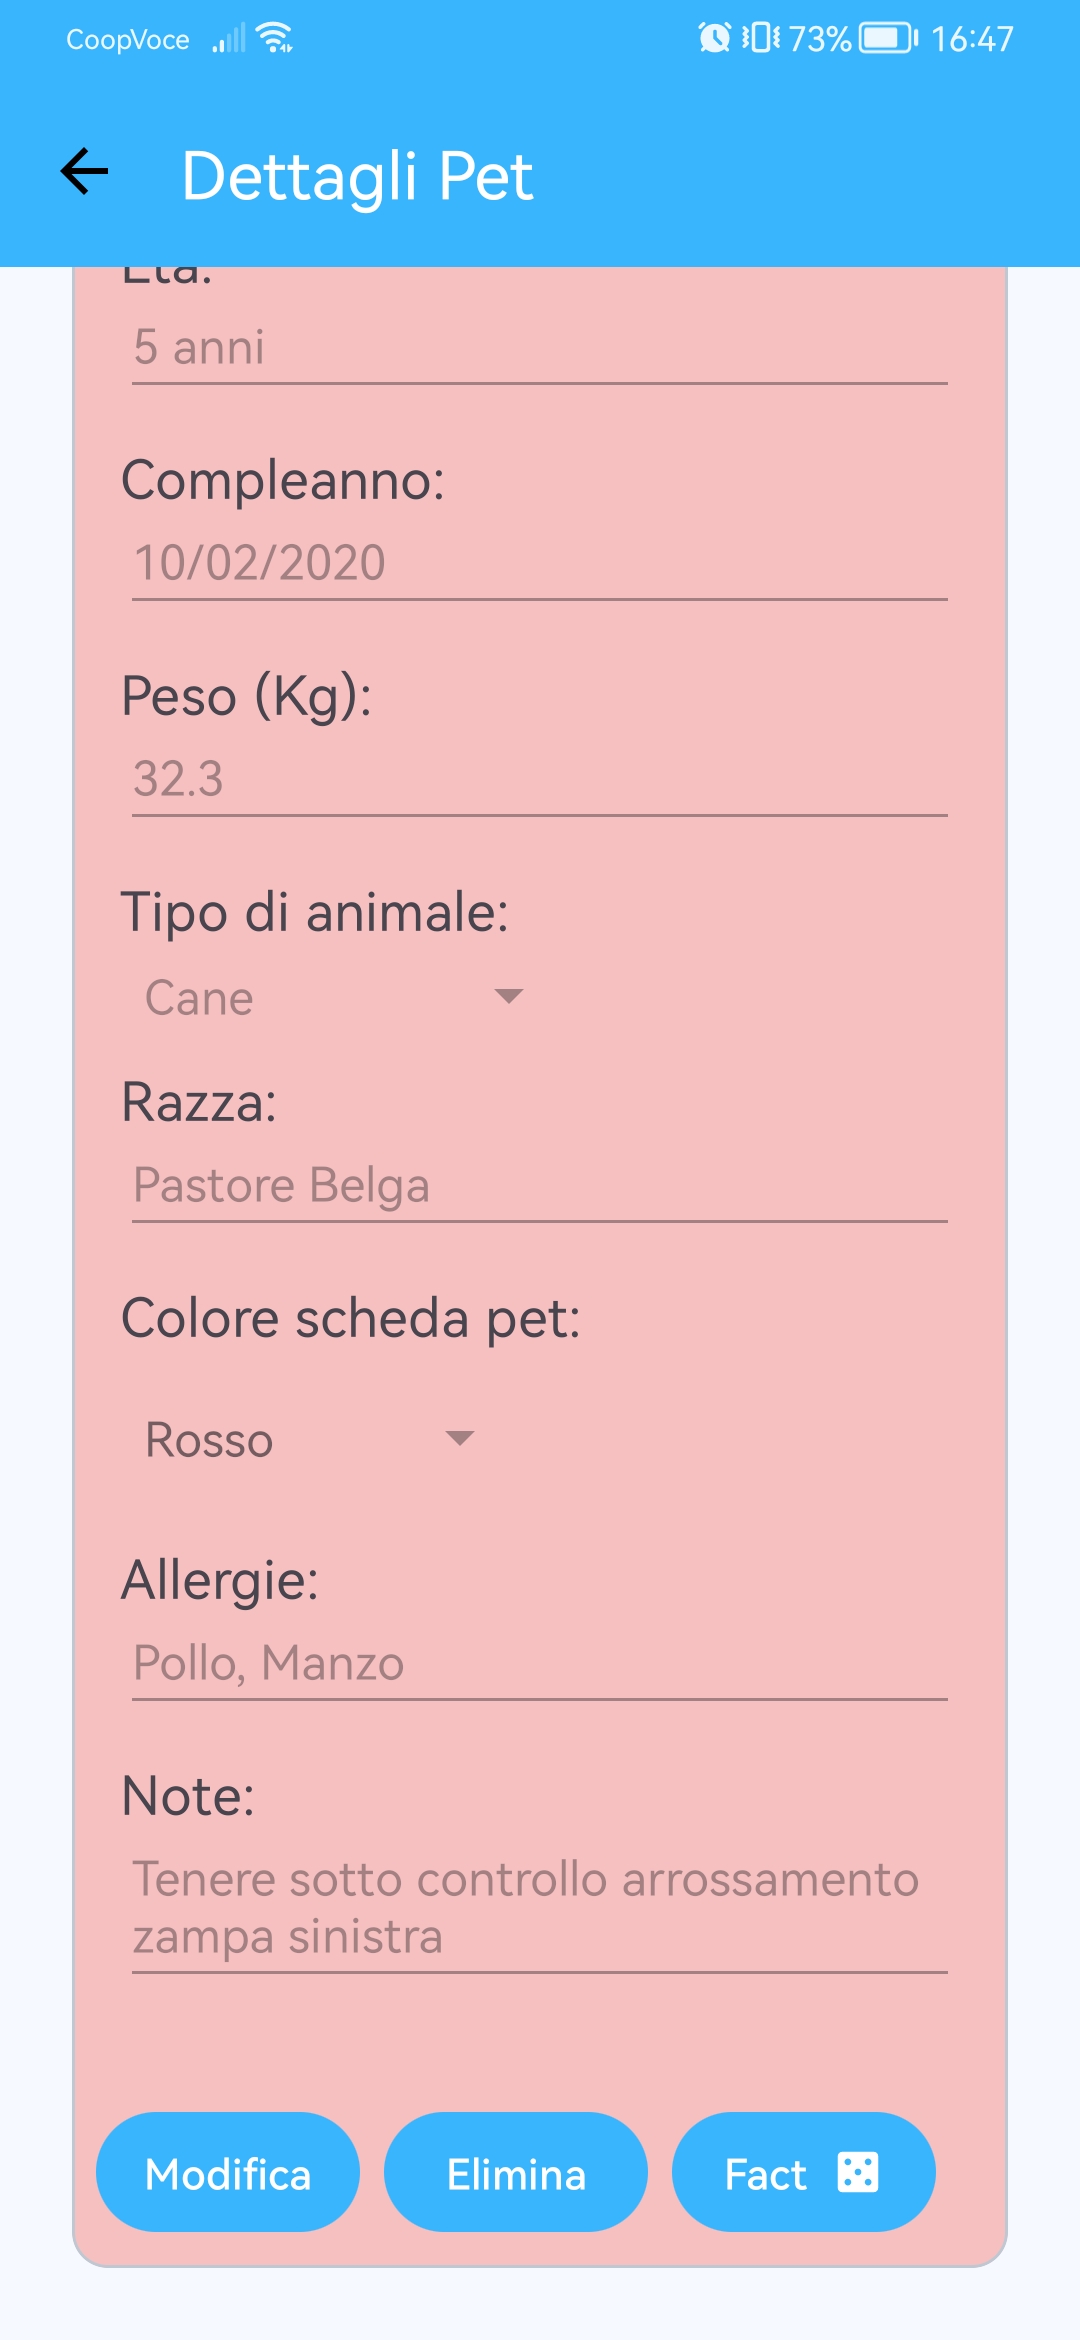 CoopVoce 73% 16:47
Dettagli Pet
Età:
5 anni
Compleanno:
10/02/2020
Peso (Kg):
32.3
Tipo di animale:
Cane
Razza:
Pastore Belga
Colore scheda pet:
Rosso
Allergie:
Pollo, Manzo
Note:
Tenere sotto controllo arrossamento
zampa sinistra
Modifica Elimina Fact